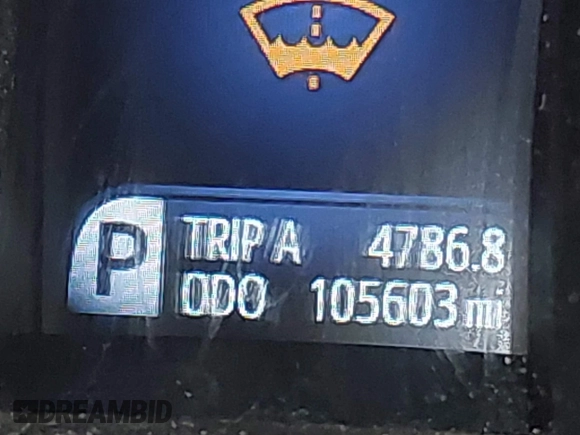 P
TRIP A 4786.8
ODO 105603 mi
DREAMBID